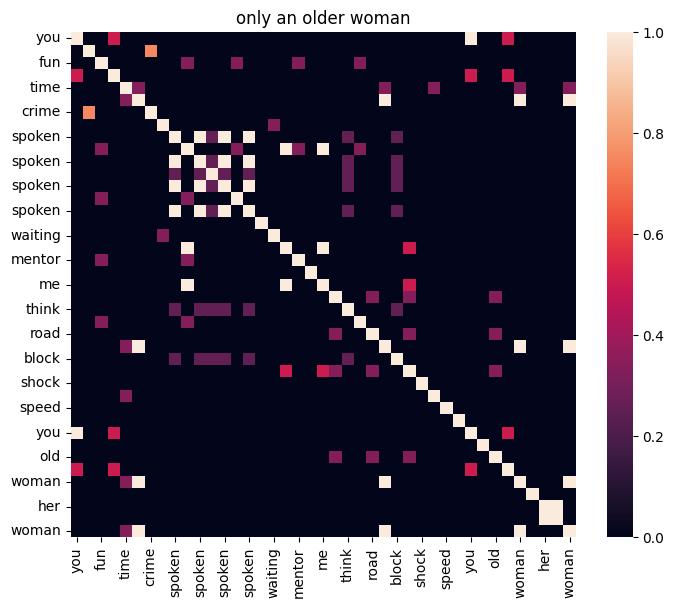 only an older woman
you
fun
time
crime
spoken
spoken
spoken
spoken
waiting
mentor
me
think
road
block
shock
speed
you
old
woman
her
woman
1.0
0.8
0.6
0.4
0.2
0.0
you
fun
time
crime
spoken
spoken
spoken
spoken
waiting
mentor
me
think
road
block
shock
speed
you
old
woman
her
woman